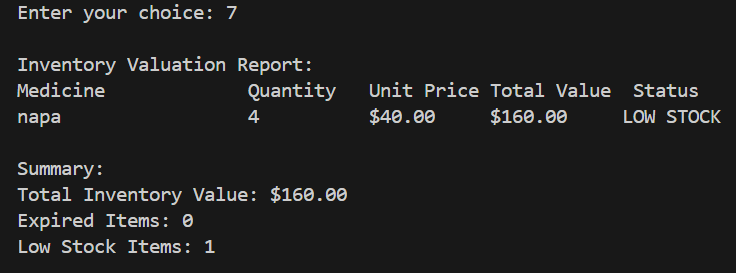 Enter your choice: 7
Inventory Valuation Report:
Medicine Quantity Unit Price Total Value Status
napa 4 $40.00 $160.00 LOW STOCK
Summary:
Total Inventory Value: $160.00
Expired Items: 0
Low Stock Items: 1